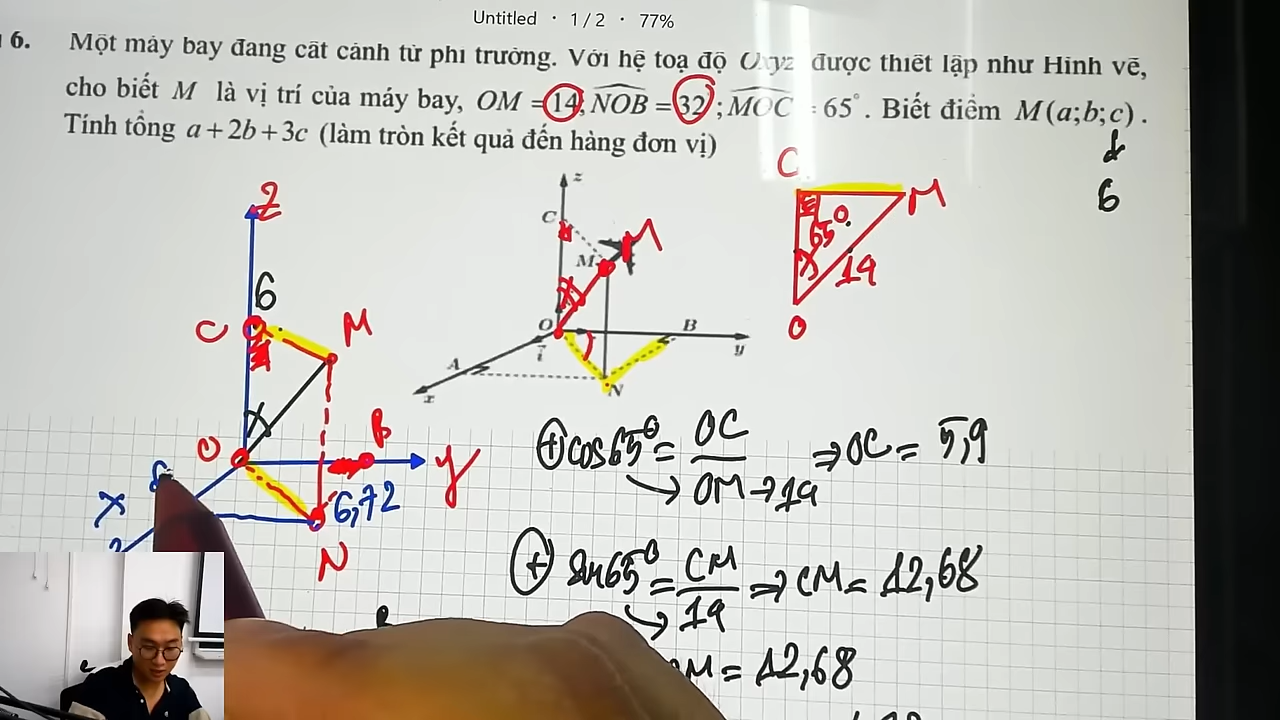 Untitled · 1 / 2 · 77%
6. Một máy bay đang cất cánh từ phi trường. Với hệ toạ độ Oxyz được thiết lập như Hình vẽ,
cho biết M là vị trí của máy bay, OM = 14; NOB = 32°; MOC = 65°. Biết điểm M(a;b;c).
Tính tổng a + 2b + 3c (làm tròn kết quả đến hàng đơn vị)
6
z
C
6
M
O
B
y
6,72
x
N
z
C
M
M
O
i
B
y
A
N
x
C
M
65°
14
O
+ cos65° = OC / OM → 14 ⇒ OC = 5,9
+ sin65° = CM / 14 ⇒ CM = 12,68
M = 12,68